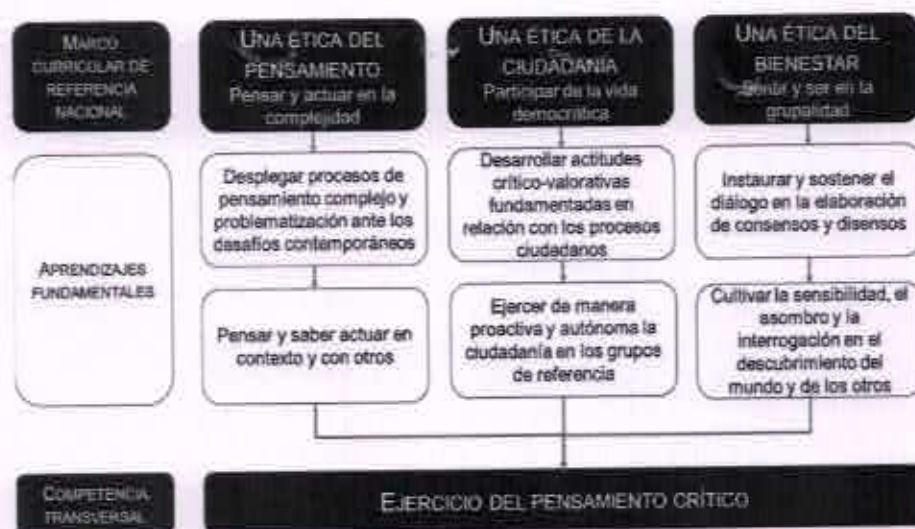 MARCO
CURRICULAR DE
REFERENCIA
NACIONAL
UNA ÉTICA DEL
PENSAMIENTO
Pensar y actuar en la
complejidad
UNA ÉTICA DE LA
CIUDADANÍA
Participar de la vida
democrática
UNA ÉTICA DEL
BIENESTAR
Sentir y ser en la
grupalidad
APRENDIZAJES
FUNDAMENTALES
Desplegar procesos de
pensamiento complejo y
problematización ante los
desafíos contemporáneos
Desarrollar actitudes
crítico-valorativas
fundamentadas en
relación con los procesos
ciudadanos
Instaurar y sostener el
diálogo en la elaboración
de consensos y disensos
Pensar y saber actuar en
contexto y con otros
Ejercer de manera
proactiva y autónoma la
ciudadanía en los grupos
de referencia
Cultivar la sensibilidad, el
asombro y la
interrogación en el
descubrimiento del
mundo y de los otros
COMPETENCIA
TRANSVERSAL
EJERCICIO DEL PENSAMIENTO CRÍTICO